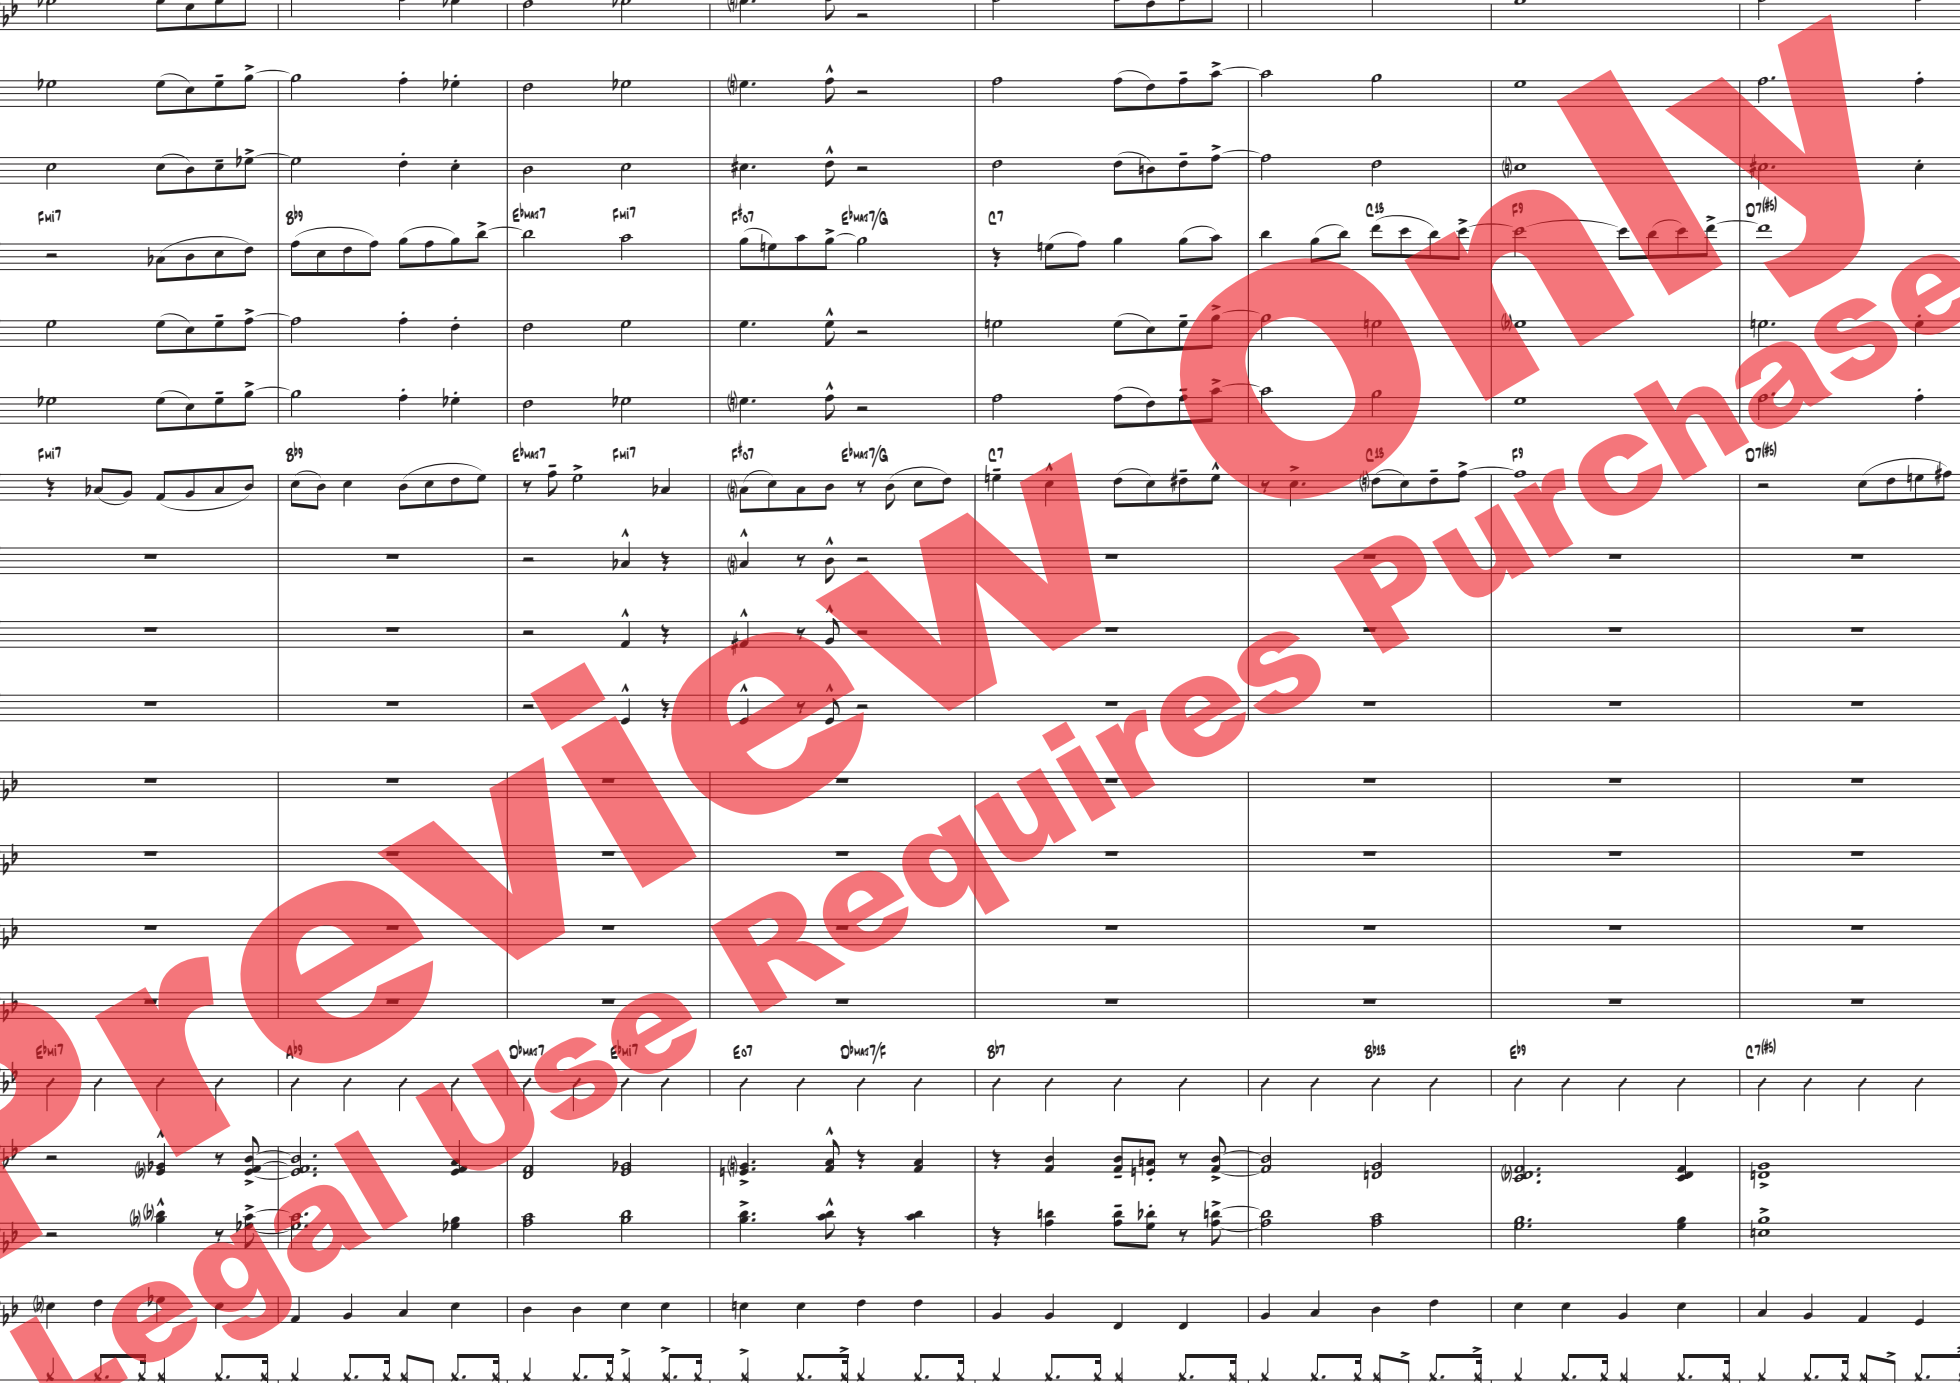 Fmi7 Bb9 Ebmaj7 Fmi7 F#o7 Ebmaj7/G C7 C13 F9 D7(#5)
Fmi7 Bb9 Ebmaj7 Fmi7 F#o7 Ebmaj7/G C7 C13 F9 D7(#5)
Ebmi7 Ab9 Dbmaj7 Ebmi7 Eo7 Dbmaj7/F Bb7 Bb13 Eb9 C7(#5)
Preview Only
Legal Use Requires Purchase